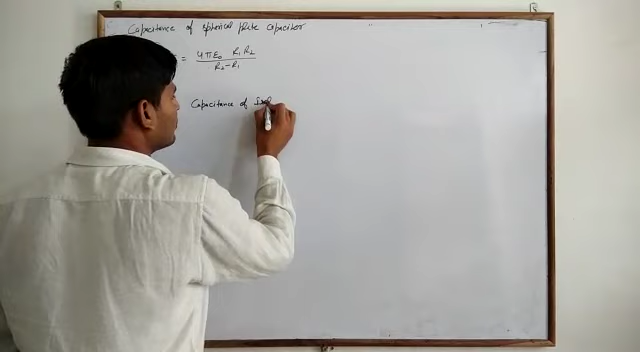 Capacitance of spherical plate capacitor
= 4πε₀ R₁R₂ / R₂-R₁
Capacitance of